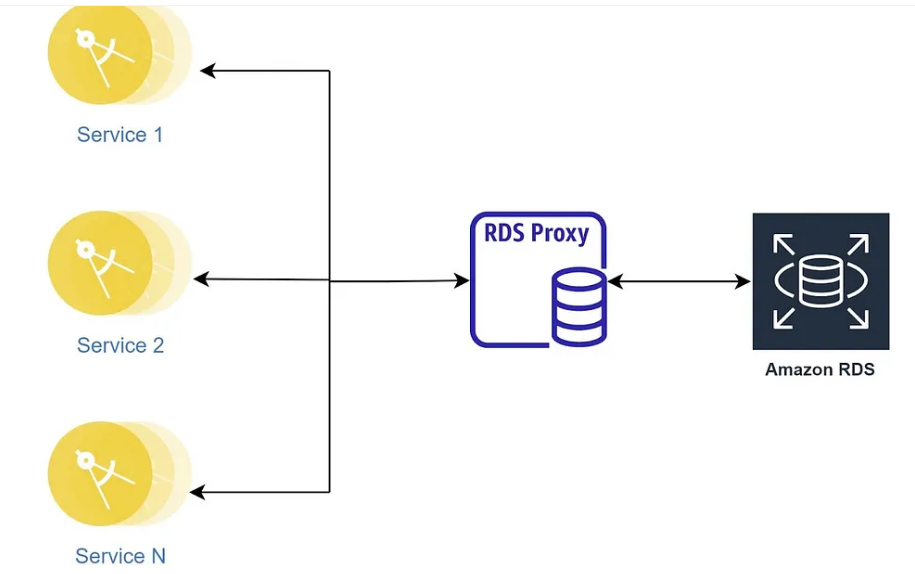 Service 1
RDS Proxy
Service 2
Amazon RDS
Service N